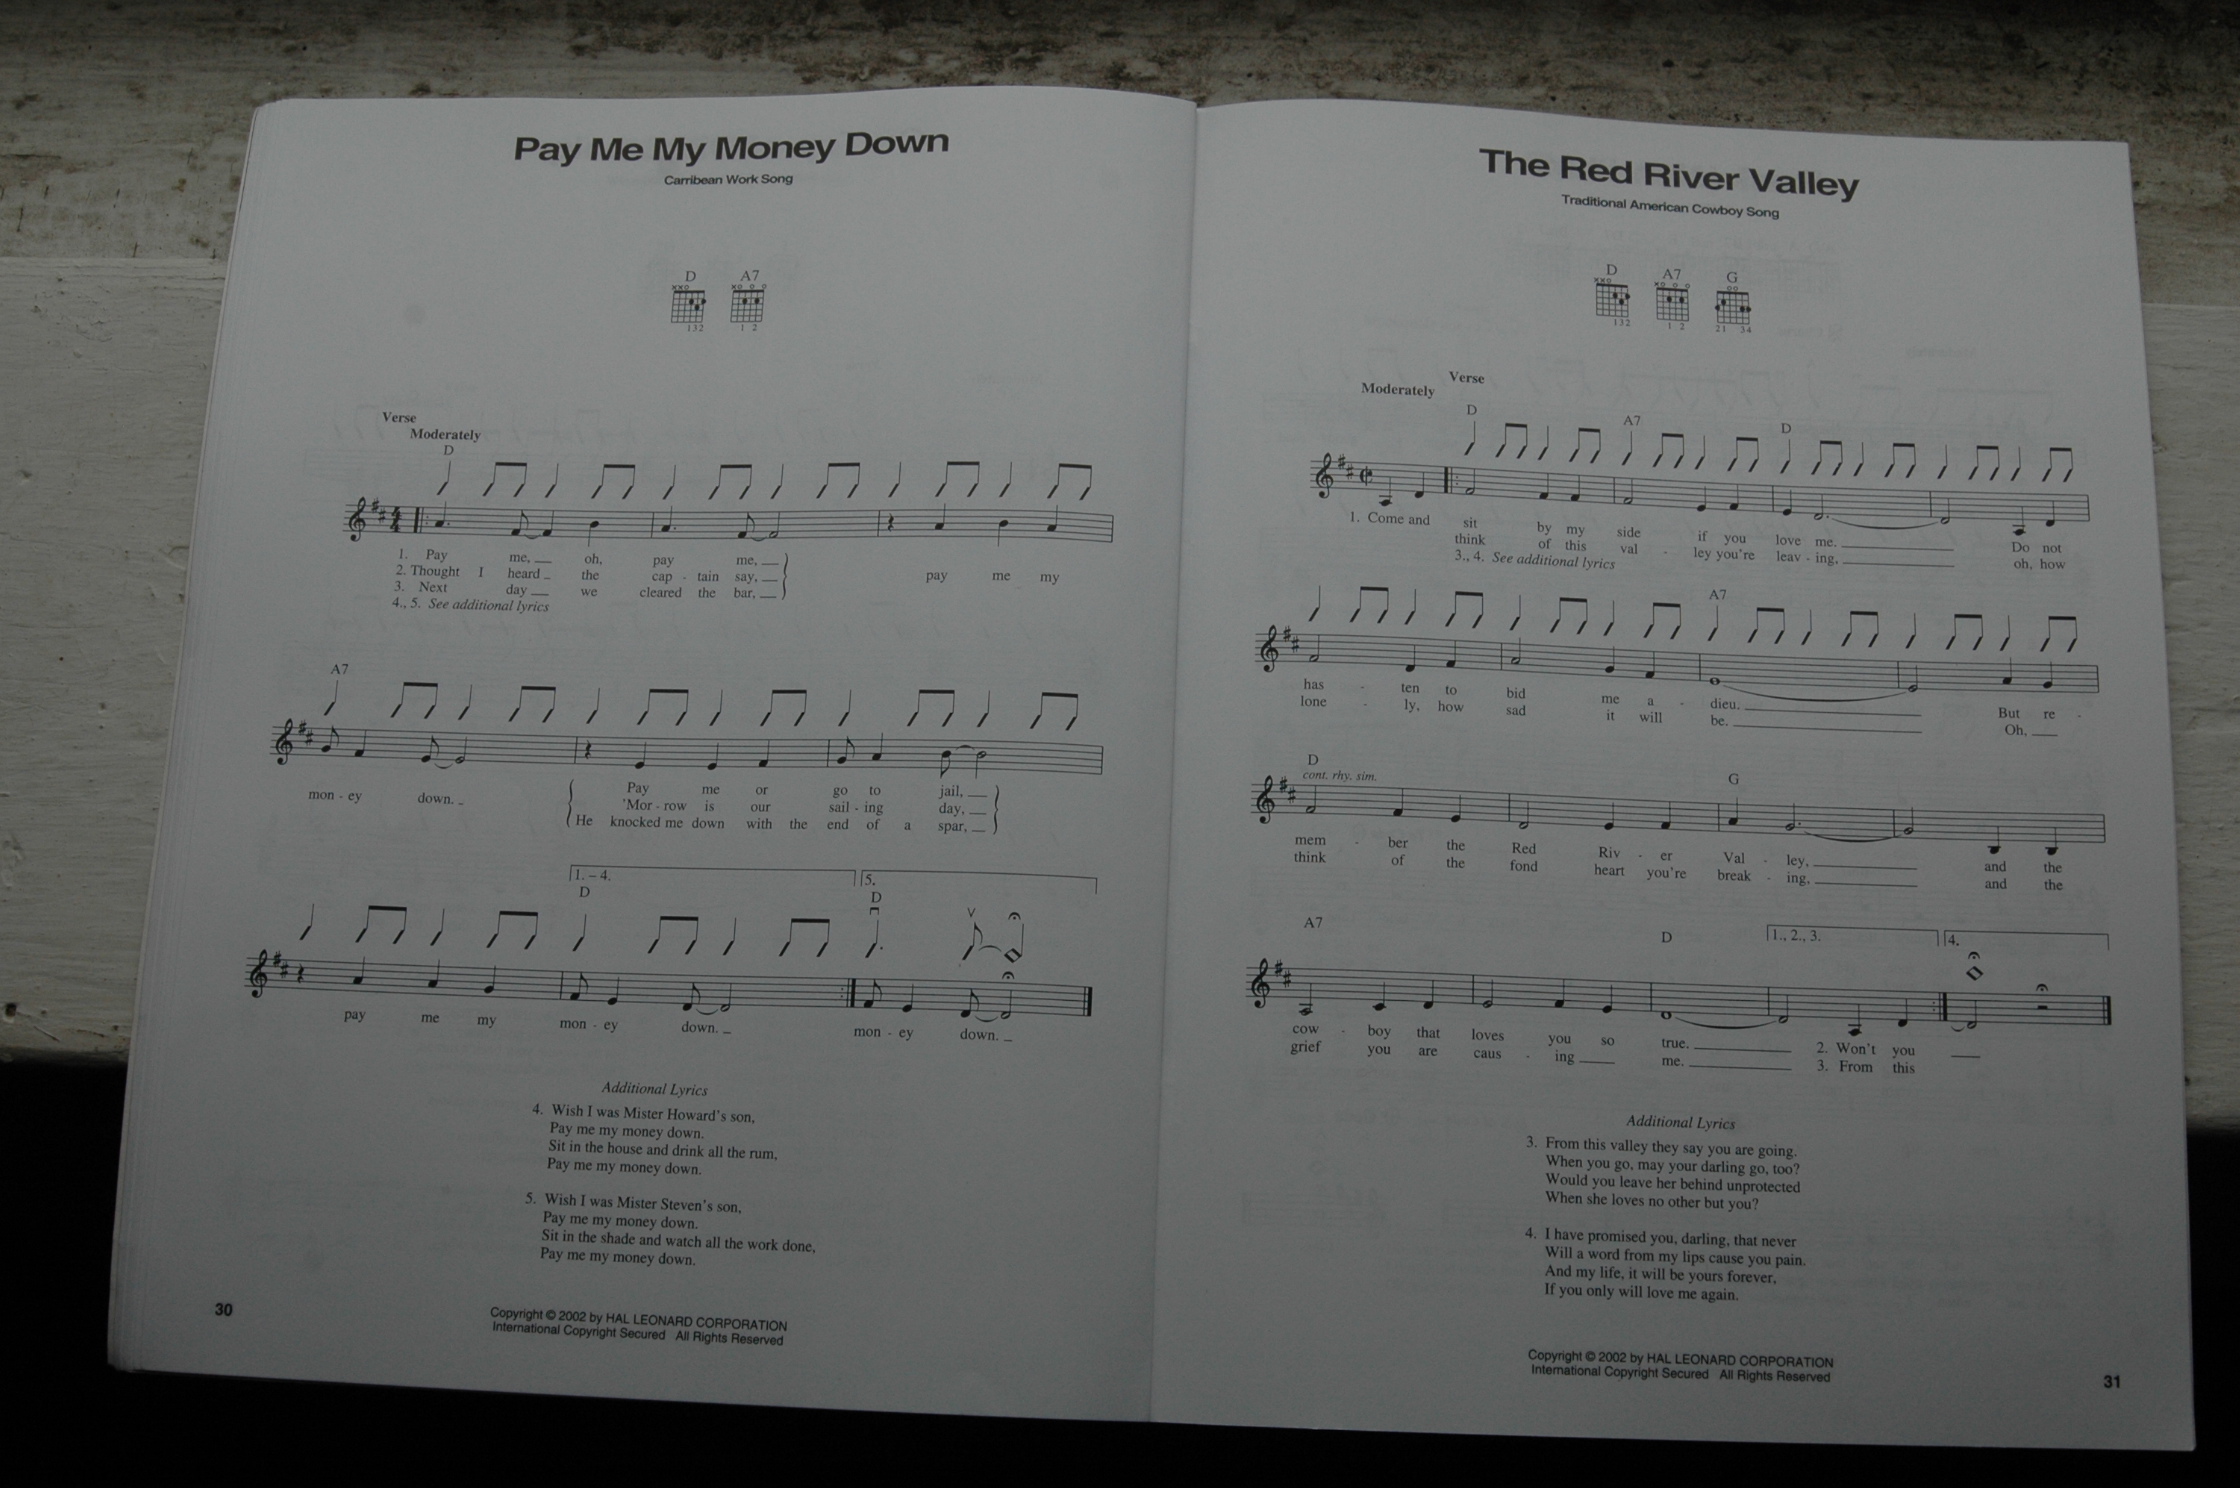 Pay Me My Money Down
Carribean Work Song
D A7
132 1 2
Verse
Moderately
D
1. Pay me, oh, pay me,
2. Thought I heard the cap - tain say, pay me my
3. Next day we cleared the bar,
4., 5. See additional lyrics
A7
mon - ey down. Pay me or go to jail,
'Mor - row is our sail - ing day,
He knocked me down with the end of a spar,
1. – 4. 5.
D D
pay me my mon - ey down. mon - ey down.
Additional Lyrics
4. Wish I was Mister Howard's son,
Pay me my money down.
Sit in the house and drink all the rum,
Pay me my money down.
5. Wish I was Mister Steven's son,
Pay me my money down.
Sit in the shade and watch all the work done,
Pay me my money down.
30
Copyright © 2002 by HAL LEONARD CORPORATION
International Copyright Secured All Rights Reserved
The Red River Valley
Traditional American Cowboy Song
D A7 G
132 1 2 21 34
Verse
Moderately
D A7 D
1. Come and sit by my side if you love me. Do not
think of this val - ley you're leav - ing, oh, how
3., 4. See additional lyrics
A7
has - ten to bid me a - dieu. But re -
lone - ly, how sad it will be. Oh,
D G
cont. rhy. sim.
mem - ber the Red Riv - er Val - ley, and the
think of the fond heart you're break - ing, and the
A7 D 1., 2., 3. 4.
cow - boy that loves you so true. 2. Won't you
grief you are caus - ing me. 3. From this
Additional Lyrics
3. From this valley they say you are going.
When you go, may your darling go, too?
Would you leave her behind unprotected
When she loves no other but you?
4. I have promised you, darling, that never
Will a word from my lips cause you pain.
And my life, it will be yours forever,
If you only will love me again.
Copyright © 2002 by HAL LEONARD CORPORATION
International Copyright Secured All Rights Reserved
31